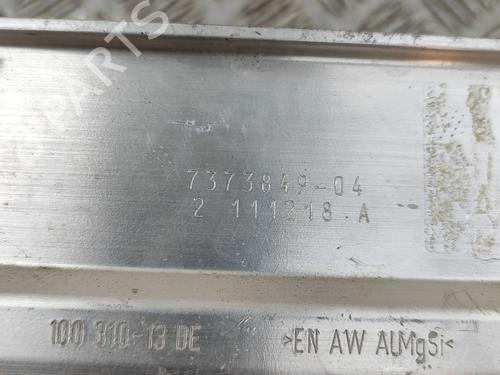 PARTS
7373849-04
2 111218.A
100 310-13 DE
>EN AW ALMgSi<